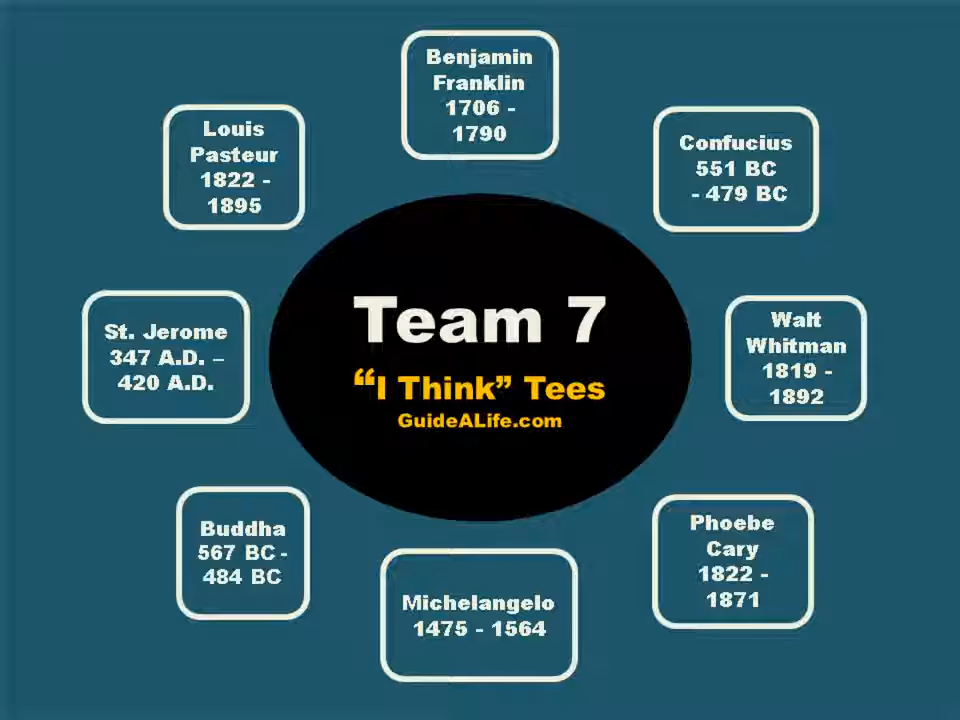 Benjamin
Franklin
1706 -
1790
Louis
Pasteur
1822 -
1895
Confucius
551 BC
- 479 BC
St. Jerome
347 A.D. –
420 A.D.
Team 7
“I Think” Tees
GuideALife.com
Walt
Whitman
1819 -
1892
Buddha
567 BC -
484 BC
Michelangelo
1475 - 1564
Phoebe
Cary
1822 -
1871